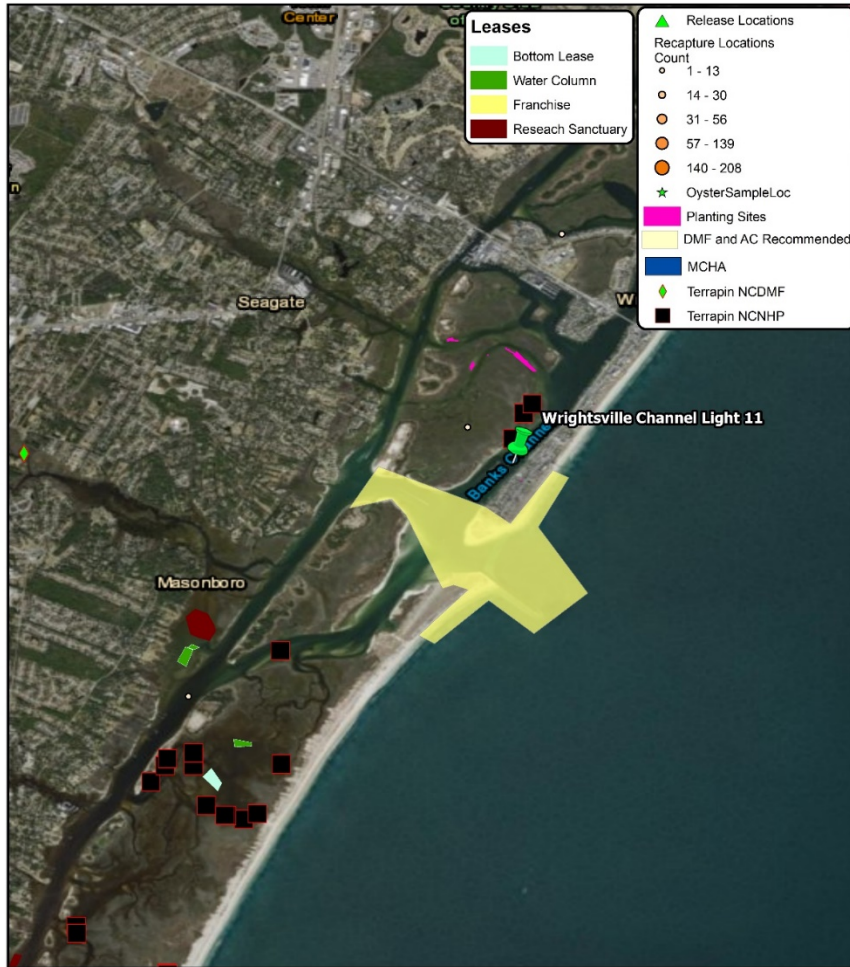 Center
of
n
Seagate
W
Wrightsville Channel Light 11
Banks Channe
Masonboro
Leases
Bottom Lease
Water Column
Franchise
Reseach Sanctuary
Release Locations
Recapture Locations
Count
1 - 13
14 - 30
31 - 56
57 - 139
140 - 208
OysterSampleLoc
Planting Sites
DMF and AC Recommended
MCHA
Terrapin NCDMF
Terrapin NCNHP